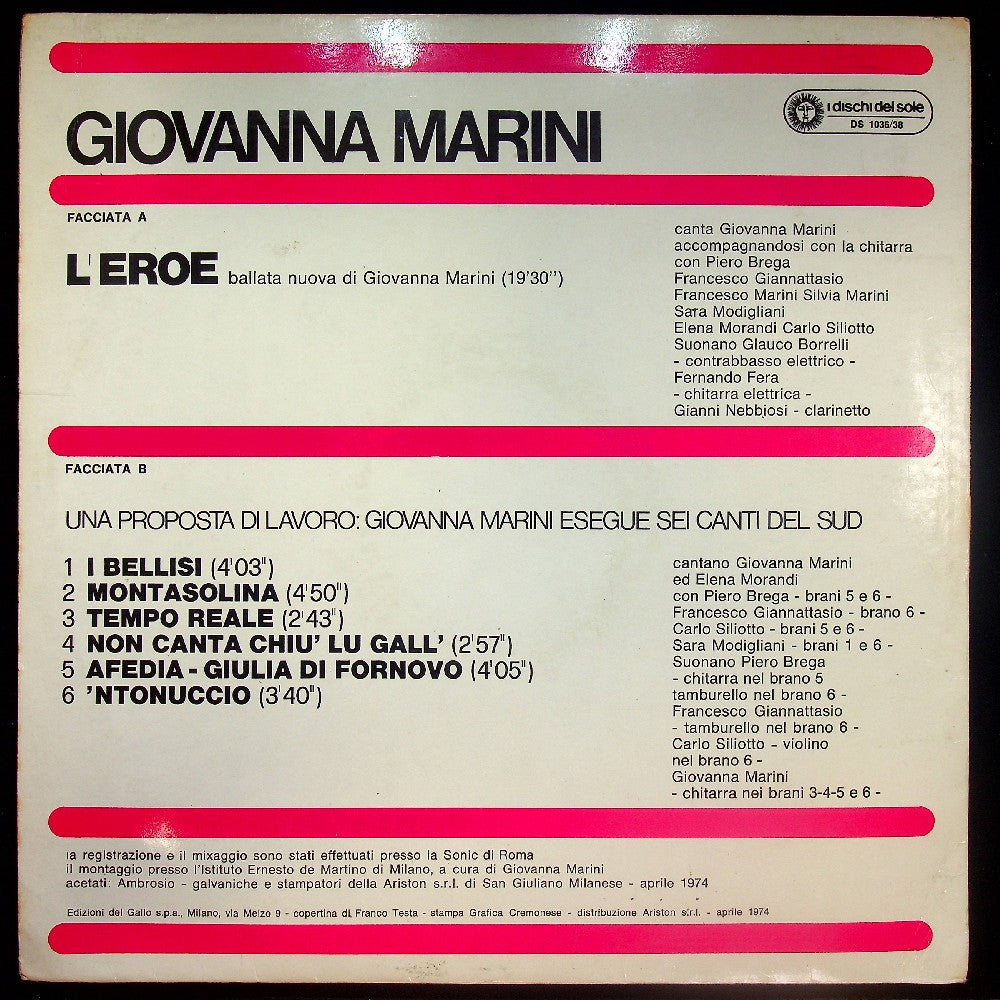 GIOVANNA MARINI
i dischi del sole
DS 1036/38
FACCIATA A
L'EROE ballata nuova di Giovanna Marini (19'30")
canta Giovanna Marini
accompagnandosi con la chitarra
con Piero Brega
Francesco Giannattasio
Francesco Marini Silvia Marini
Sara Modigliani
Elena Morandi Carlo Siliotto
Suonano Glauco Borrelli
- contrabbasso elettrico -
Fernando Fera
- chitarra elettrica -
Gianni Nebbiosi - clarinetto
FACCIATA B
UNA PROPOSTA DI LAVORO: GIOVANNA MARINI ESEGUE SEI CANTI DEL SUD
1 I BELLISI (4'03")
2 MONTASOLINA (4'50")
3 TEMPO REALE (2'43")
4 NON CANTA CHIU' LU GALL' (2'57")
5 AFEDIA - GIULIA DI FORNOVO (4'05")
6 'NTONUCCIO (3'40")
cantano Giovanna Marini
ed Elena Morandi
con Piero Brega - brani 5 e 6 -
Francesco Giannattasio - brano 6 -
Carlo Siliotto - brani 5 e 6 -
Sara Modigliani - brani 1 e 6 -
Suonano Piero Brega
- chitarra nel brano 5
tamburello nel brano 6 -
Francesco Giannattasio
- tamburello nel brano 6 -
Carlo Siliotto - violino
nel brano 6 -
Giovanna Marini
- chitarra nei brani 3-4-5 e 6 -
la registrazione e il mixaggio sono stati effettuati presso la Sonic di Roma
il montaggio presso l'Istituto Ernesto de Martino di Milano, a cura di Giovanna Marini
acetati: Ambrosio - galvaniche e stampatori della Ariston s.r.l. di San Giuliano Milanese - aprile 1974
Edizioni del Gallo s.p.a., Milano, via Melzo 9 - copertina di Franco Testa - stampa Grafica Cremonese - distribuzione Ariston s.r.l. - aprile 1974